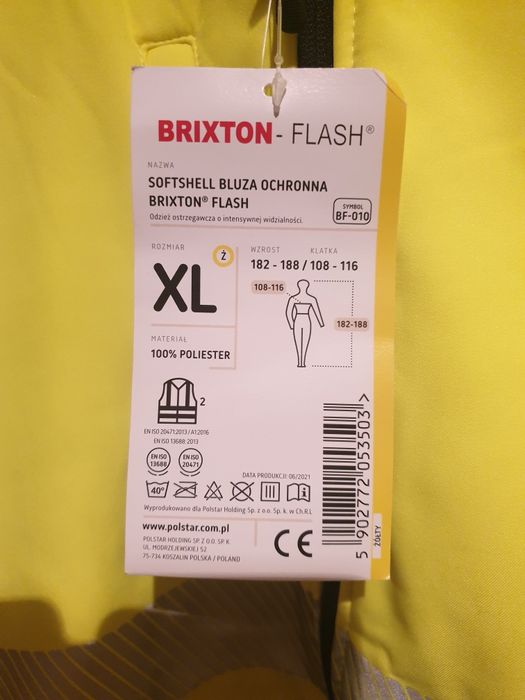 BRIXTON - FLASH®
NAZWA
SOFTSHELL BLUZA OCHRONNA
BRIXTON® FLASH
Odzież ostrzegawcza o intensywnej widzialności.
SYMBOL
BF-010
ROZMIAR
Ż
XL
WZROST KLATKA
182 - 188 / 108 - 116
108-116
182-188
MATERIAŁ
100% POLIESTER
2
EN ISO 20471:2013 / A1:2016
EN ISO 13688:2013
EN ISO
13688
EN ISO
20471
40°
DATA PRODUKCJI: 06/2021
Wyprodukowano dla Polstar Holding Sp. z o.o. Sp. k. w Ch.R.L
www.polstar.com.pl
POLSTAR HOLDING SP. Z O.O. SP. K.
UL. MODRZEJEWSKIEJ 52
75-734 KOSZALIN POLSKA / POLAND
CE
5 902772 053503 >
ŻÓŁTY